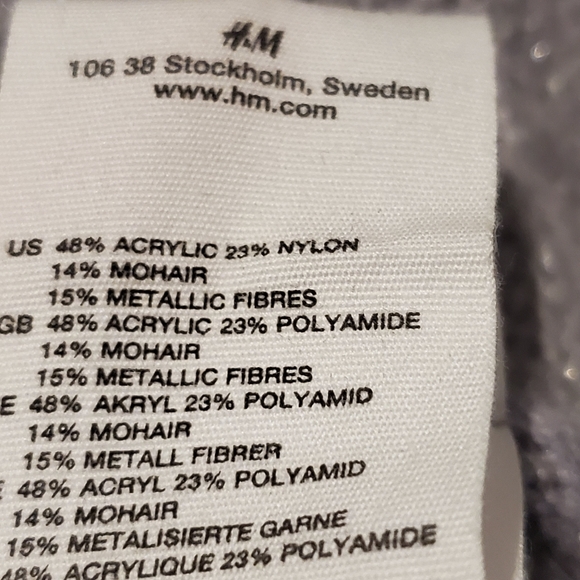 H&M
106 38 Stockholm, Sweden
www.hm.com
US 48% ACRYLIC 23% NYLON
14% MOHAIR
15% METALLIC FIBRES
GB 48% ACRYLIC 23% POLYAMIDE
14% MOHAIR
15% METALLIC FIBRES
E 48% AKRYL 23% POLYAMID
14% MOHAIR
15% METALL FIBRER
48% ACRYL 23% POLYAMID
14% MOHAIR
15% METALISIERTE GARNE
48% ACRYLIQUE 23% POLYAMIDE